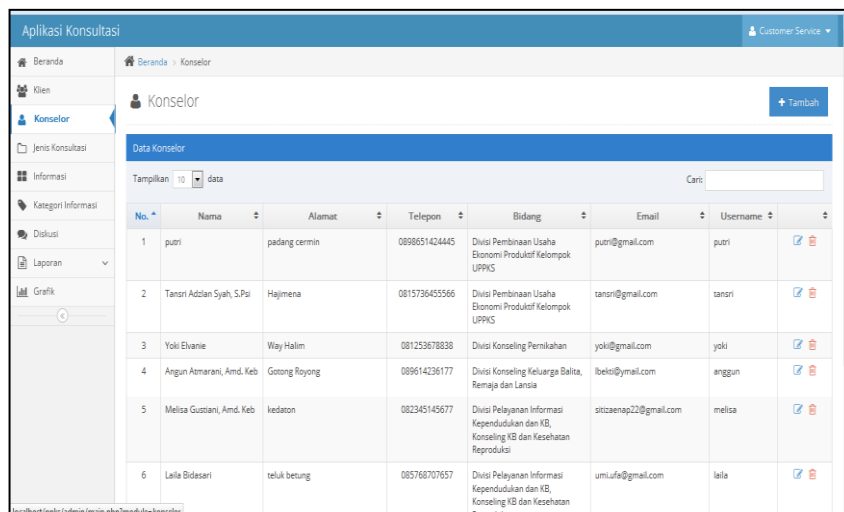 Aplikasi Konsultasi
Customer Service
Beranda
Klien
Konselor
Jenis Konsultasi
Informasi
Kategori Informasi
Diskusi
Laporan
Grafik
Beranda > Konselor
Konselor
+ Tambah
Data Konselor
Tampilkan 10 data
Cari:
No. Nama Alamat Telepon Bidang Email Username
1 putri padang cermin 0898651424445 Divisi Pembinaan Usaha putri@gmail.com putri
Ekonomi Produktif Kelompok
UPPKS
2 Tansri Adzlan Syah, S.Psi Hajimena 0815736455566 Divisi Pembinaan Usaha tansri@gmail.com tansri
Ekonomi Produktif Kelompok
UPPKS
3 Yoki Elvanie Way Halim 081253678838 Divisi Konseling Pernikahan yoki@gmail.com yoki
4 Angun Atmarani, Amd. Keb Gotong Royong 089614236177 Divisi Konseling Keluarga Balita, lbekti@ymail.com anggun
Remaja dan Lansia
5 Melisa Gustiani, Amd. Keb kedaton 082345145677 Divisi Pelayanan Informasi sitizaenap22@gmail.com melisa
Kependudukan dan KB,
Konseling KB dan Kesehatan
Reproduksi
6 Laila Bidasari teluk betung 085768707657 Divisi Pelayanan Informasi umi.ufa@gmail.com laila
Kependudukan dan KB,
Konseling KB dan Kesehatan